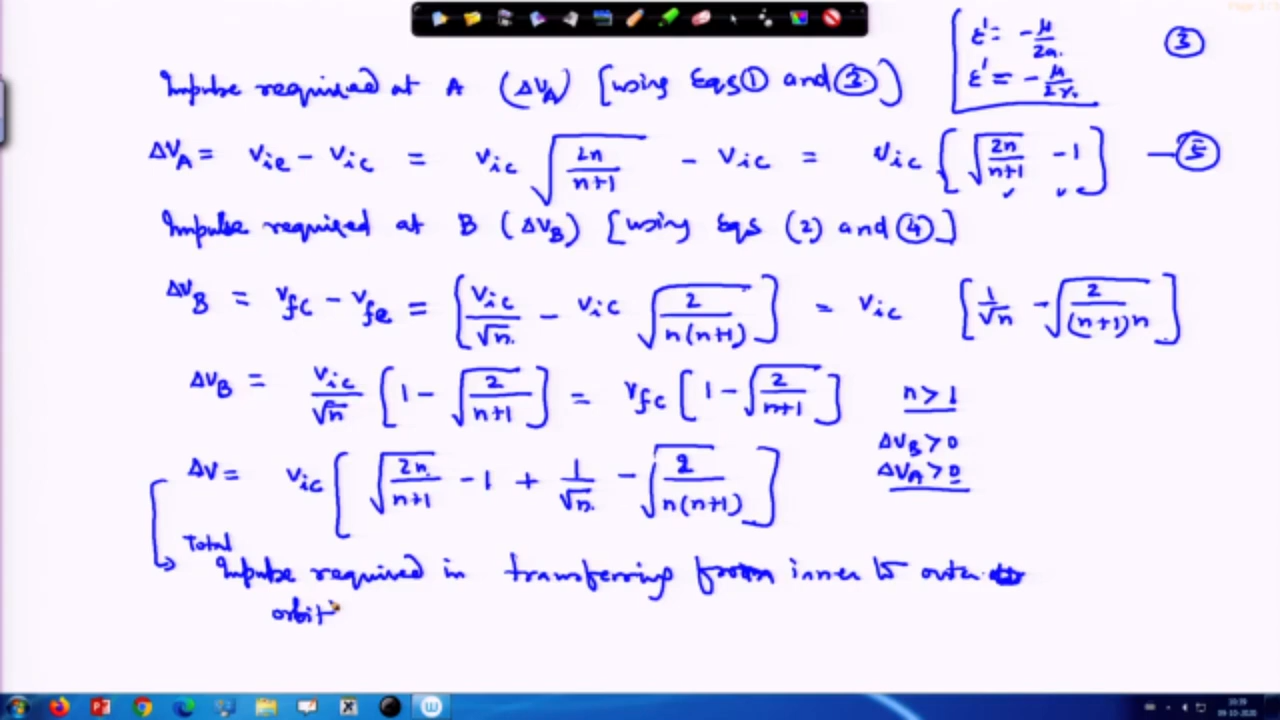 ε' = -μ/2a
ε' = -μ/2r₁
③
Impulse required at A (ΔV_A) [using Eqs ① and ③]
ΔV_A = v_ie - v_ic = v_ic √(2n/(n+1)) - v_ic = v_ic [√(2n/(n+1)) - 1] — ⑤
Impulse required at B (ΔV_B) [using Eqs (2) and ④]
ΔV_B = v_fc - v_fe = [v_ic/√n - v_ic √(2/(n(n+1)))] = v_ic [1/√n - √(2/((n+1)n))]
ΔV_B = v_ic/√n [1 - √(2/(n+1))] = v_fc [1 - √(2/(n+1))]
n > 1
ΔV_B > 0
ΔV_A > 0
ΔV = v_ic [√(2n/(n+1)) - 1 + 1/√n - √(2/(n(n+1)))]
Total
Impulse required in transferring from inner to outer
orbit